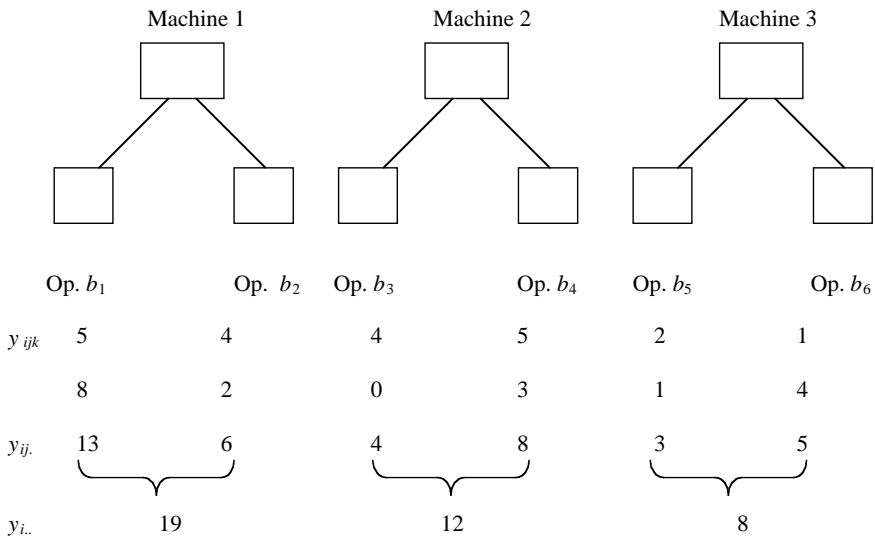 Machine 1 Machine 2 Machine 3
Op. b1 Op. b2 Op. b3 Op. b4 Op. b5 Op. b6
y ijk 5 4 4 5 2 1
8 2 0 3 1 4
yij. 13 6 4 8 3 5
yi.. 19 12 8